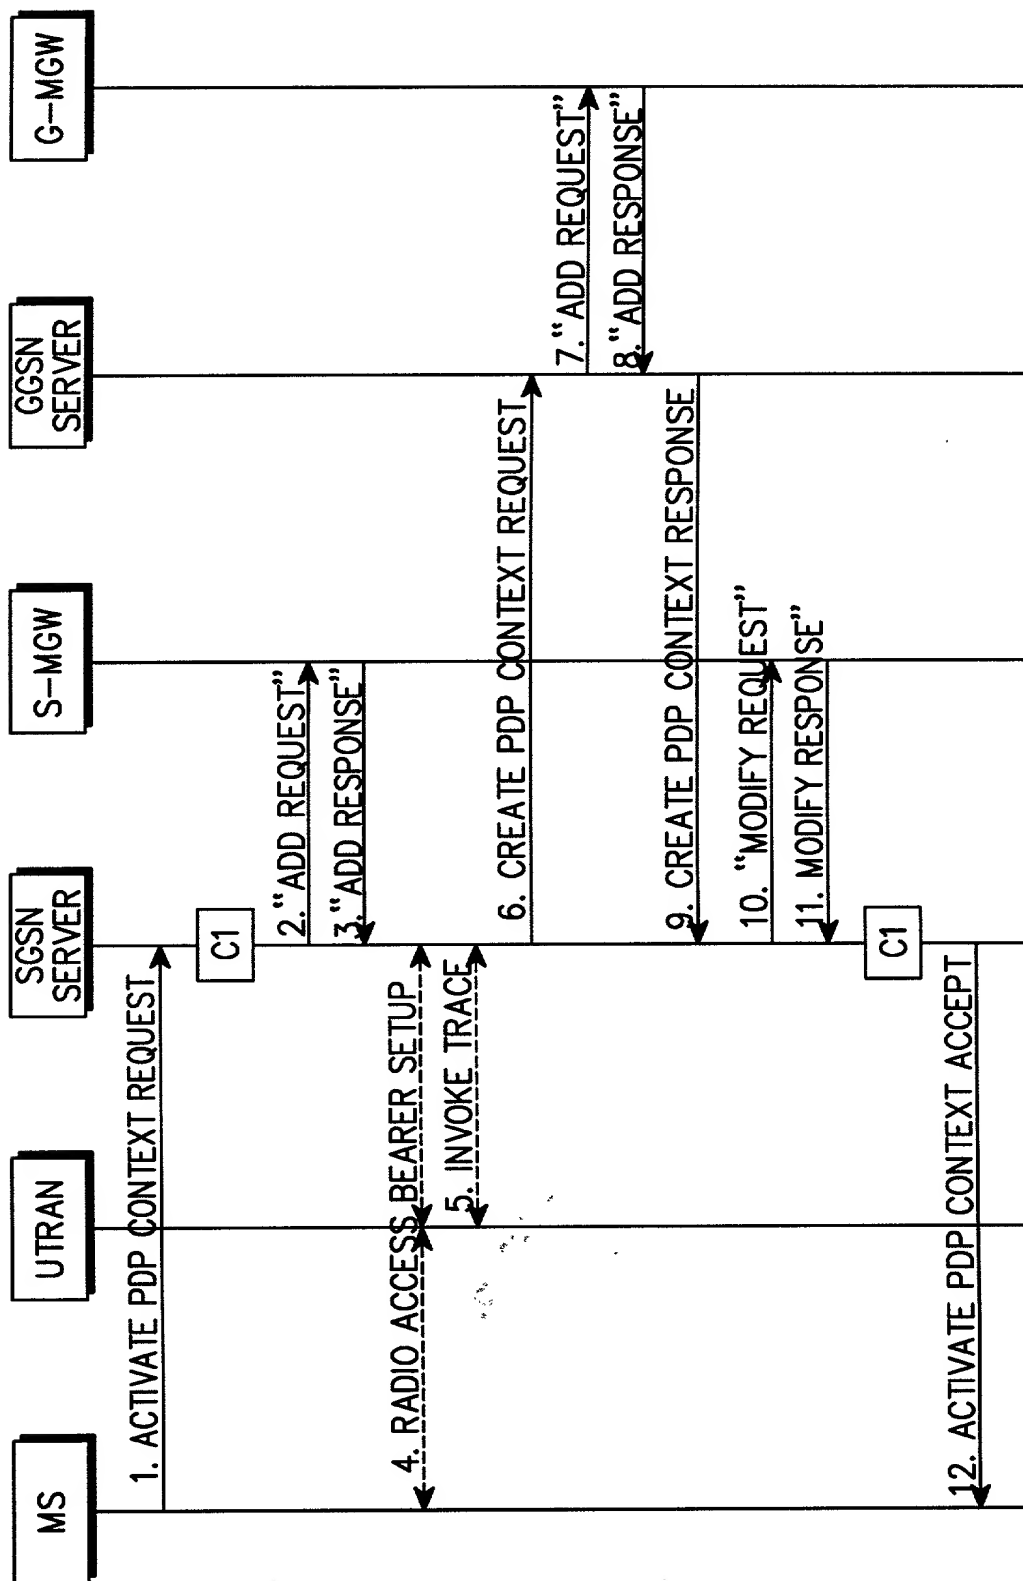 MS
UTRAN
SGSN
SERVER
S-MGW
GGSN
SERVER
G-MGW
1. ACTIVATE PDP CONTEXT REQUEST
C1
2. "ADD REQUEST"
3. "ADD RESPONSE"
4. RADIO ACCESS BEARER SETUP
5. INVOKE TRACE
6. CREATE PDP CONTEXT REQUEST
7. "ADD REQUEST"
8. "ADD RESPONSE"
9. CREATE PDP CONTEXT RESPONSE
10. "MODIFY REQUEST"
11. MODIFY RESPONSE"
C1
12. ACTIVATE PDP CONTEXT ACCEPT